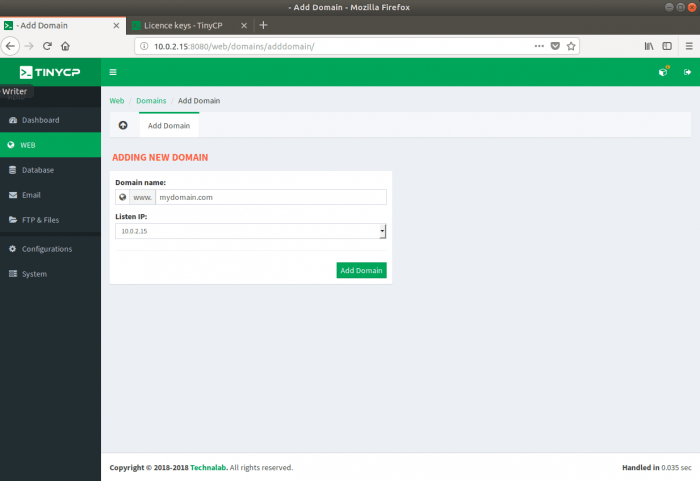 - Add Domain - Mozilla Firefox
- Add Domain
Licence keys - TinyCP
10.0.2.15:8080/web/domains/adddomain/
TINYCP
Writer
Web / Domains / Add Domain
Dashboard
Add Domain
WEB
ADDING NEW DOMAIN
Database
Domain name:
Email
www. mydomain.com
FTP & Files
Listen IP:
10.0.2.15
Configurations
System
Add Domain
Copyright © 2018-2018 Technalab. All rights reserved.
Handled in 0.035 sec